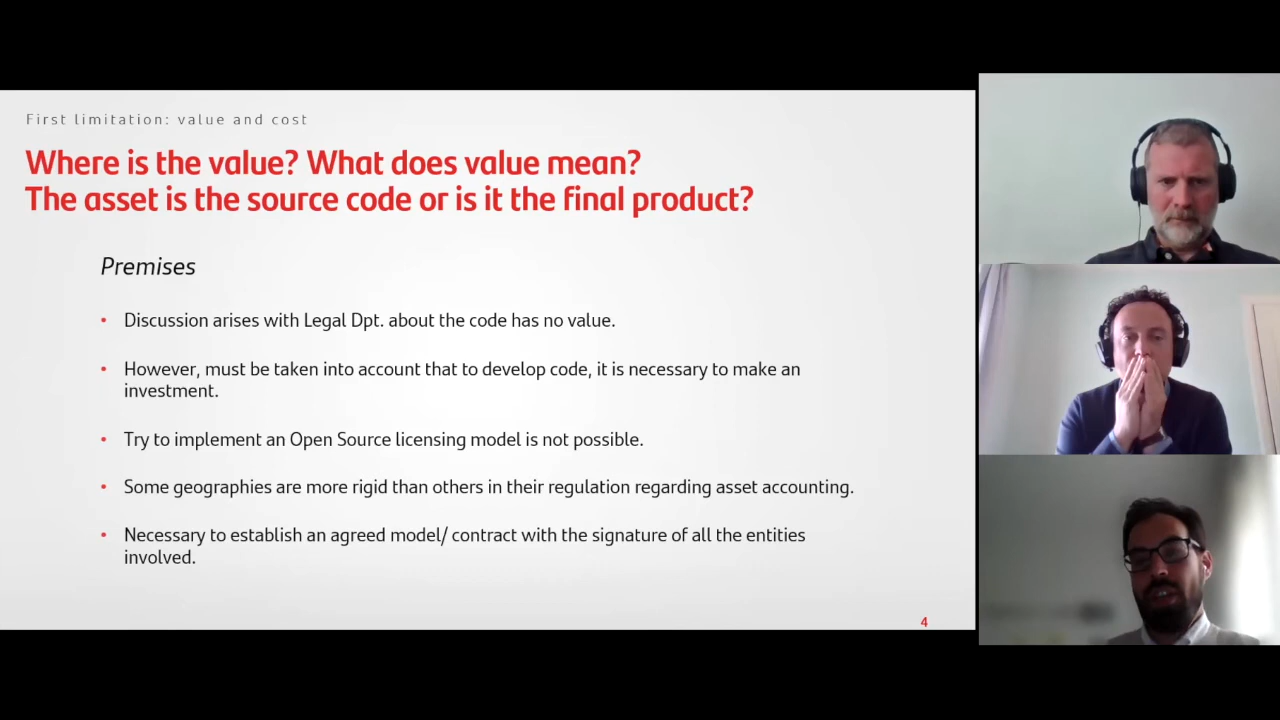 First limitation: value and cost
Where is the value? What does value mean?
The asset is the source code or is it the final product?
Premises
• Discussion arises with Legal Dpt. about the code has no value.
• However, must be taken into account that to develop code, it is necessary to make an
investment.
• Try to implement an Open Source licensing model is not possible.
• Some geographies are more rigid than others in their regulation regarding asset accounting.
• Necessary to establish an agreed model/ contract with the signature of all the entities
involved.
4